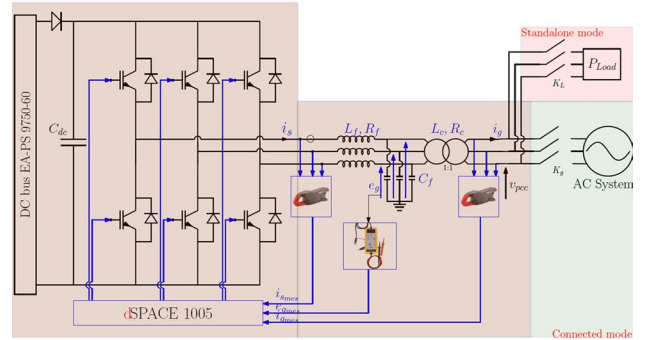 Standalone mode
DC bus EA-PS 9750-60
C_dc
i_s
L_f, R_f
L_c, R_c
i_g
K_L
P_Load
1:1
e_g
C_f
v_pcc
K_s
AC System
i_smes
e_gmes
i_gmes
dSPACE 1005
Connected mode